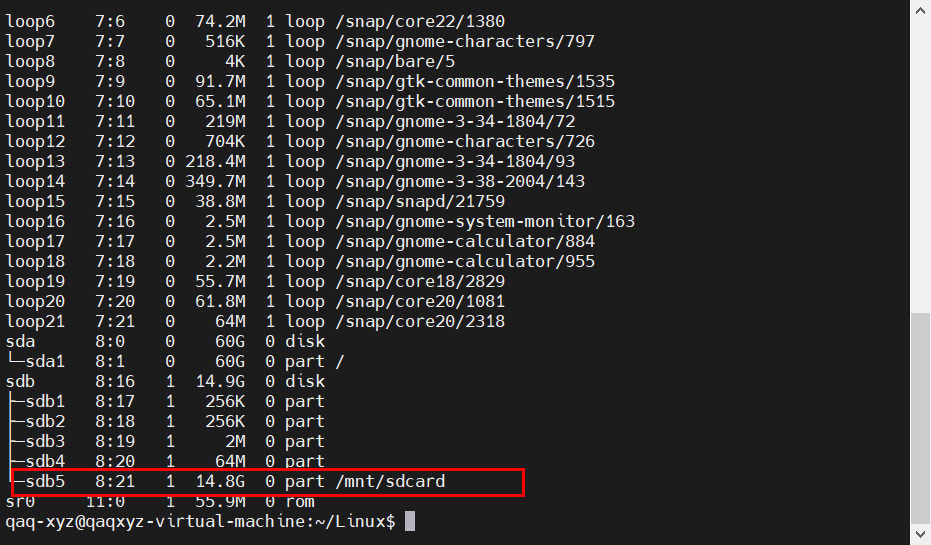 loop6    7:6    0  74.2M  1 loop /snap/core22/1380
loop7    7:7    0   516K  1 loop /snap/gnome-characters/797
loop8    7:8    0     4K  1 loop /snap/bare/5
loop9    7:9    0  91.7M  1 loop /snap/gtk-common-themes/1535
loop10   7:10   0  65.1M  1 loop /snap/gtk-common-themes/1515
loop11   7:11   0   219M  1 loop /snap/gnome-3-34-1804/72
loop12   7:12   0   704K  1 loop /snap/gnome-characters/726
loop13   7:13   0 218.4M  1 loop /snap/gnome-3-34-1804/93
loop14   7:14   0 349.7M  1 loop /snap/gnome-3-38-2004/143
loop15   7:15   0  38.8M  1 loop /snap/snapd/21759
loop16   7:16   0   2.5M  1 loop /snap/gnome-system-monitor/163
loop17   7:17   0   2.5M  1 loop /snap/gnome-calculator/884
loop18   7:18   0   2.2M  1 loop /snap/gnome-calculator/955
loop19   7:19   0  55.7M  1 loop /snap/core18/2829
loop20   7:20   0  61.8M  1 loop /snap/core20/1081
loop21   7:21   0    64M  1 loop /snap/core20/2318
sda      8:0    0    60G  0 disk
└─sda1   8:1    0    60G  0 part /
sdb      8:16   1  14.9G  0 disk
├─sdb1   8:17   1   256K  0 part
├─sdb2   8:18   1   256K  0 part
├─sdb3   8:19   1     2M  0 part
├─sdb4   8:20   1    64M  0 part
└─sdb5   8:21   1  14.8G  0 part /mnt/sdcard
sr0     11:0    1  55.9M  0 rom
qaq-xyz@qaqxyz-virtual-machine:~/Linux$